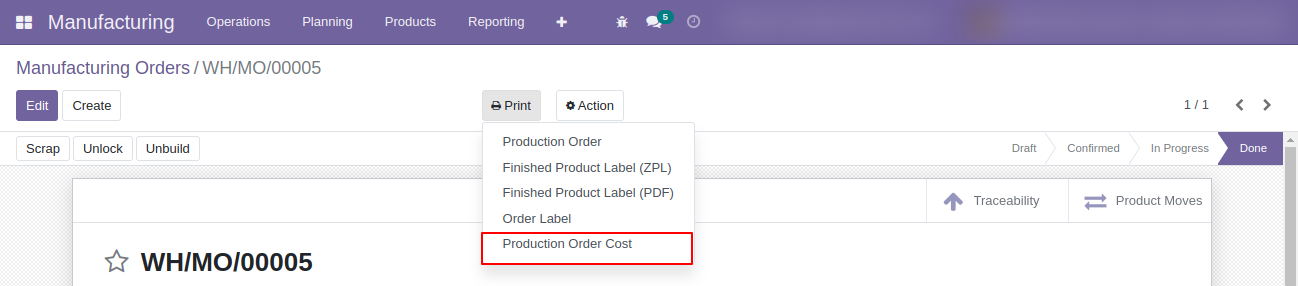 Manufacturing Operations Planning Products Reporting 5
Manufacturing Orders / WH/MO/00005
Edit Create Print Action 1 / 1
Scrap Unlock Unbuild Draft Confirmed In Progress Done
Production Order
Finished Product Label (ZPL)
Finished Product Label (PDF)
Order Label
Production Order Cost
Traceability Product Moves
WH/MO/00005